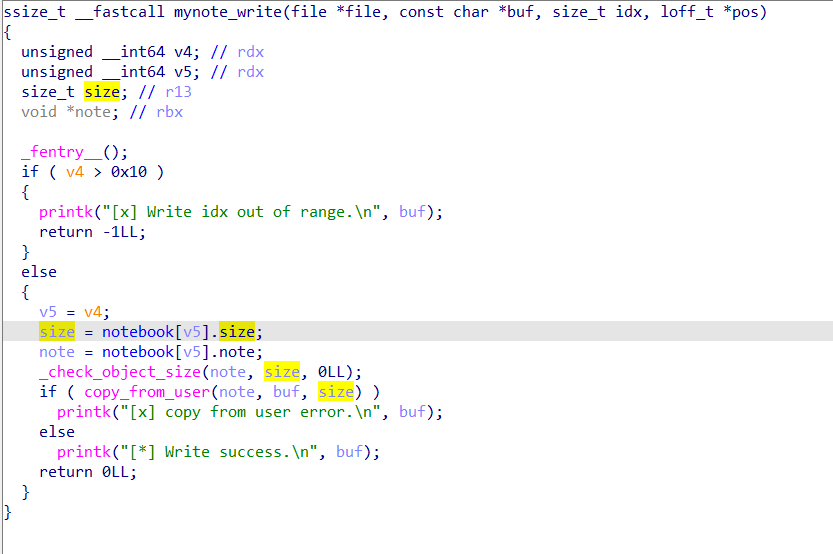 ssize_t __fastcall mynote_write(file *file, const char *buf, size_t idx, loff_t *pos)
{
unsigned __int64 v4; // rdx
unsigned __int64 v5; // rdx
size_t size; // r13
void *note; // rbx
_fentry__();
if ( v4 > 0x10 )
{
printk("[x] Write idx out of range.\n", buf);
return -1LL;
}
else
{
v5 = v4;
size = notebook[v5].size;
note = notebook[v5].note;
_check_object_size(note, size, 0LL);
if ( copy_from_user(note, buf, size) )
printk("[x] copy from user error.\n", buf);
else
printk("[*] Write success.\n", buf);
return 0LL;
}
}